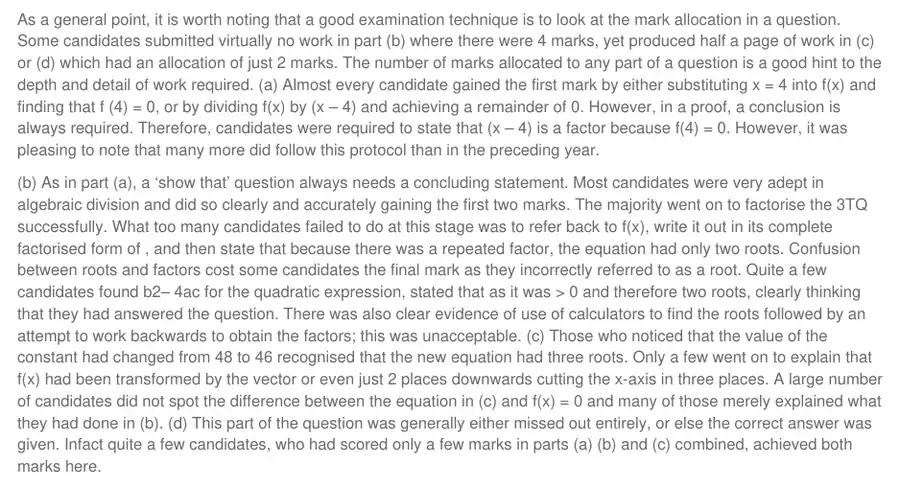 As a general point, it is worth noting that a good examination technique is to look at the mark allocation in a question.
Some candidates submitted virtually no work in part (b) where there were 4 marks, yet produced half a page of work in (c)
or (d) which had an allocation of just 2 marks. The number of marks allocated to any part of a question is a good hint to the
depth and detail of work required. (a) Almost every candidate gained the first mark by either substituting x = 4 into f(x) and
finding that f (4) = 0, or by dividing f(x) by (x – 4) and achieving a remainder of 0. However, in a proof, a conclusion is
always required. Therefore, candidates were required to state that (x – 4) is a factor because f(4) = 0. However, it was
pleasing to note that many more did follow this protocol than in the preceding year.
(b) As in part (a), a ‘show that’ question always needs a concluding statement. Most candidates were very adept in
algebraic division and did so clearly and accurately gaining the first two marks. The majority went on to factorise the 3TQ
successfully. What too many candidates failed to do at this stage was to refer back to f(x), write it out in its complete
factorised form of , and then state that because there was a repeated factor, the equation had only two roots. Confusion
between roots and factors cost some candidates the final mark as they incorrectly referred to as a root. Quite a few
candidates found b2– 4ac for the quadratic expression, stated that as it was > 0 and therefore two roots, clearly thinking
that they had answered the question. There was also clear evidence of use of calculators to find the roots followed by an
attempt to work backwards to obtain the factors; this was unacceptable. (c) Those who noticed that the value of the
constant had changed from 48 to 46 recognised that the new equation had three roots. Only a few went on to explain that
f(x) had been transformed by the vector or even just 2 places downwards cutting the x-axis in three places. A large number
of candidates did not spot the difference between the equation in (c) and f(x) = 0 and many of those merely explained what
they had done in (b). (d) This part of the question was generally either missed out entirely, or else the correct answer was
given. Infact quite a few candidates, who had scored only a few marks in parts (a) (b) and (c) combined, achieved both
marks here.